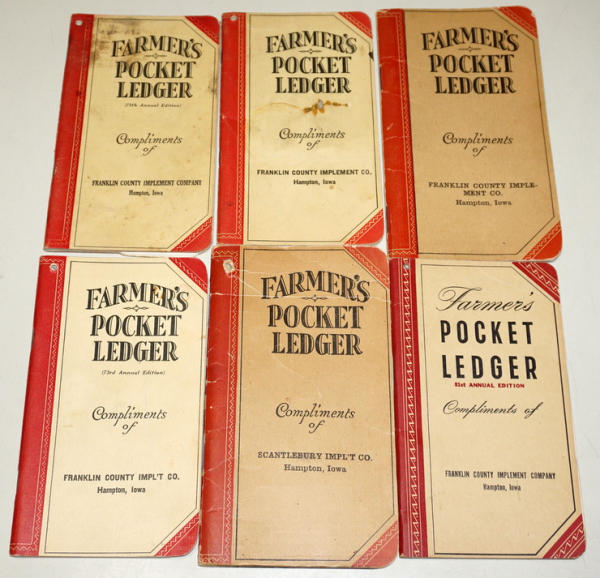 FARMER'S
POCKET
LEDGER
(75th Annual Edition)
Compliments
of
FRANKLIN COUNTY IMPLEMENT COMPANY
Hampton, Iowa
FARMER'S
POCKET
LEDGER
Compliments
of
FRANKLIN COUNTY IMPLEMENT CO.
Hampton, Iowa
FARMER'S
POCKET
LEDGER
Compliments
of
FRANKLIN COUNTY IMPLE-
MENT CO.
Hampton, Iowa
FARMER'S
POCKET
LEDGER
(73rd Annual Edition)
Compliments
of
FRANKLIN COUNTY IMPL'T CO.
Hampton, Iowa
FARMER'S
POCKET
LEDGER
Compliments
of
SCANTLEBURY IMPL'T CO.
Hampton, Iowa
Farmer's
POCKET
LEDGER
81st ANNUAL EDITION
Compliments of
FRANKLIN COUNTY IMPLEMENT COMPANY
Hampton, Iowa